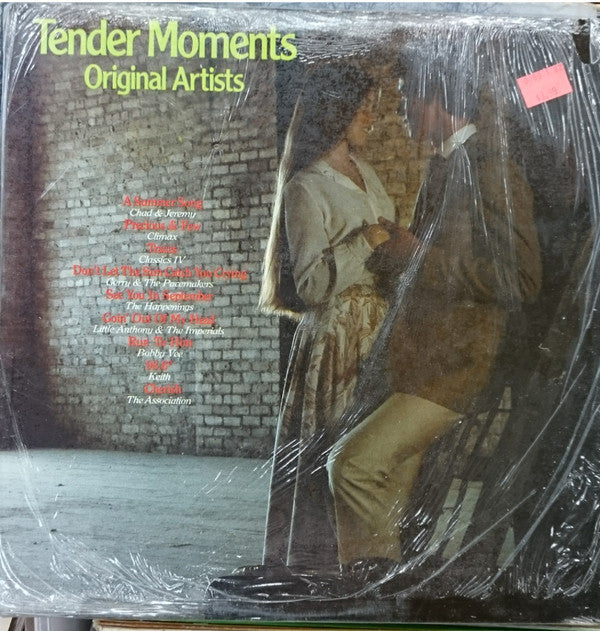 Tender Moments
Original Artists
A Summer Song
Chad & Jeremy
Precious & Few
Climax
Traces
Classics IV
Don't Let The Sun Catch You Crying
Gerry & The Pacemakers
See You In September
The Happenings
Goin' Out Of My Head
Little Anthony & The Imperials
Run To Him
Bobby Vee
98.6°
Keith
Cherish
The Association